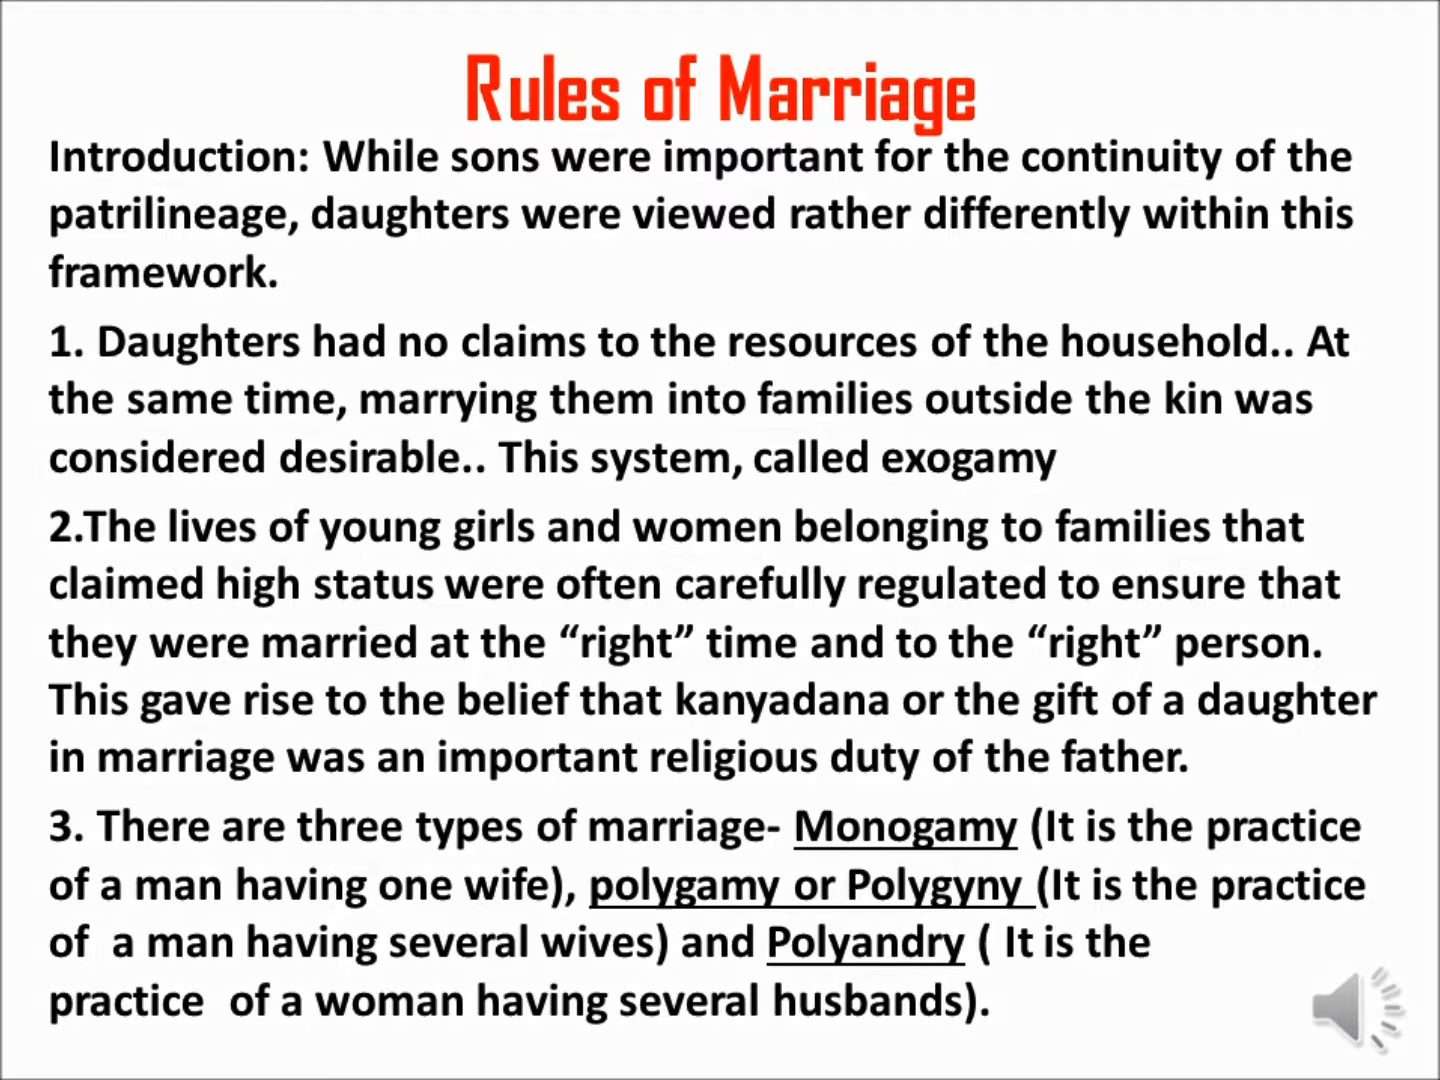 Rules of Marriage
Introduction: While sons were important for the continuity of the
patrilineage, daughters were viewed rather differently within this
framework.
1. Daughters had no claims to the resources of the household.. At
the same time, marrying them into families outside the kin was
considered desirable.. This system, called exogamy
2.The lives of young girls and women belonging to families that
claimed high status were often carefully regulated to ensure that
they were married at the “right” time and to the “right” person.
This gave rise to the belief that kanyadana or the gift of a daughter
in marriage was an important religious duty of the father.
3. There are three types of marriage- Monogamy (It is the practice
of a man having one wife), polygamy or Polygyny (It is the practice
of  a man having several wives) and Polyandry ( It is the
practice  of a woman having several husbands).